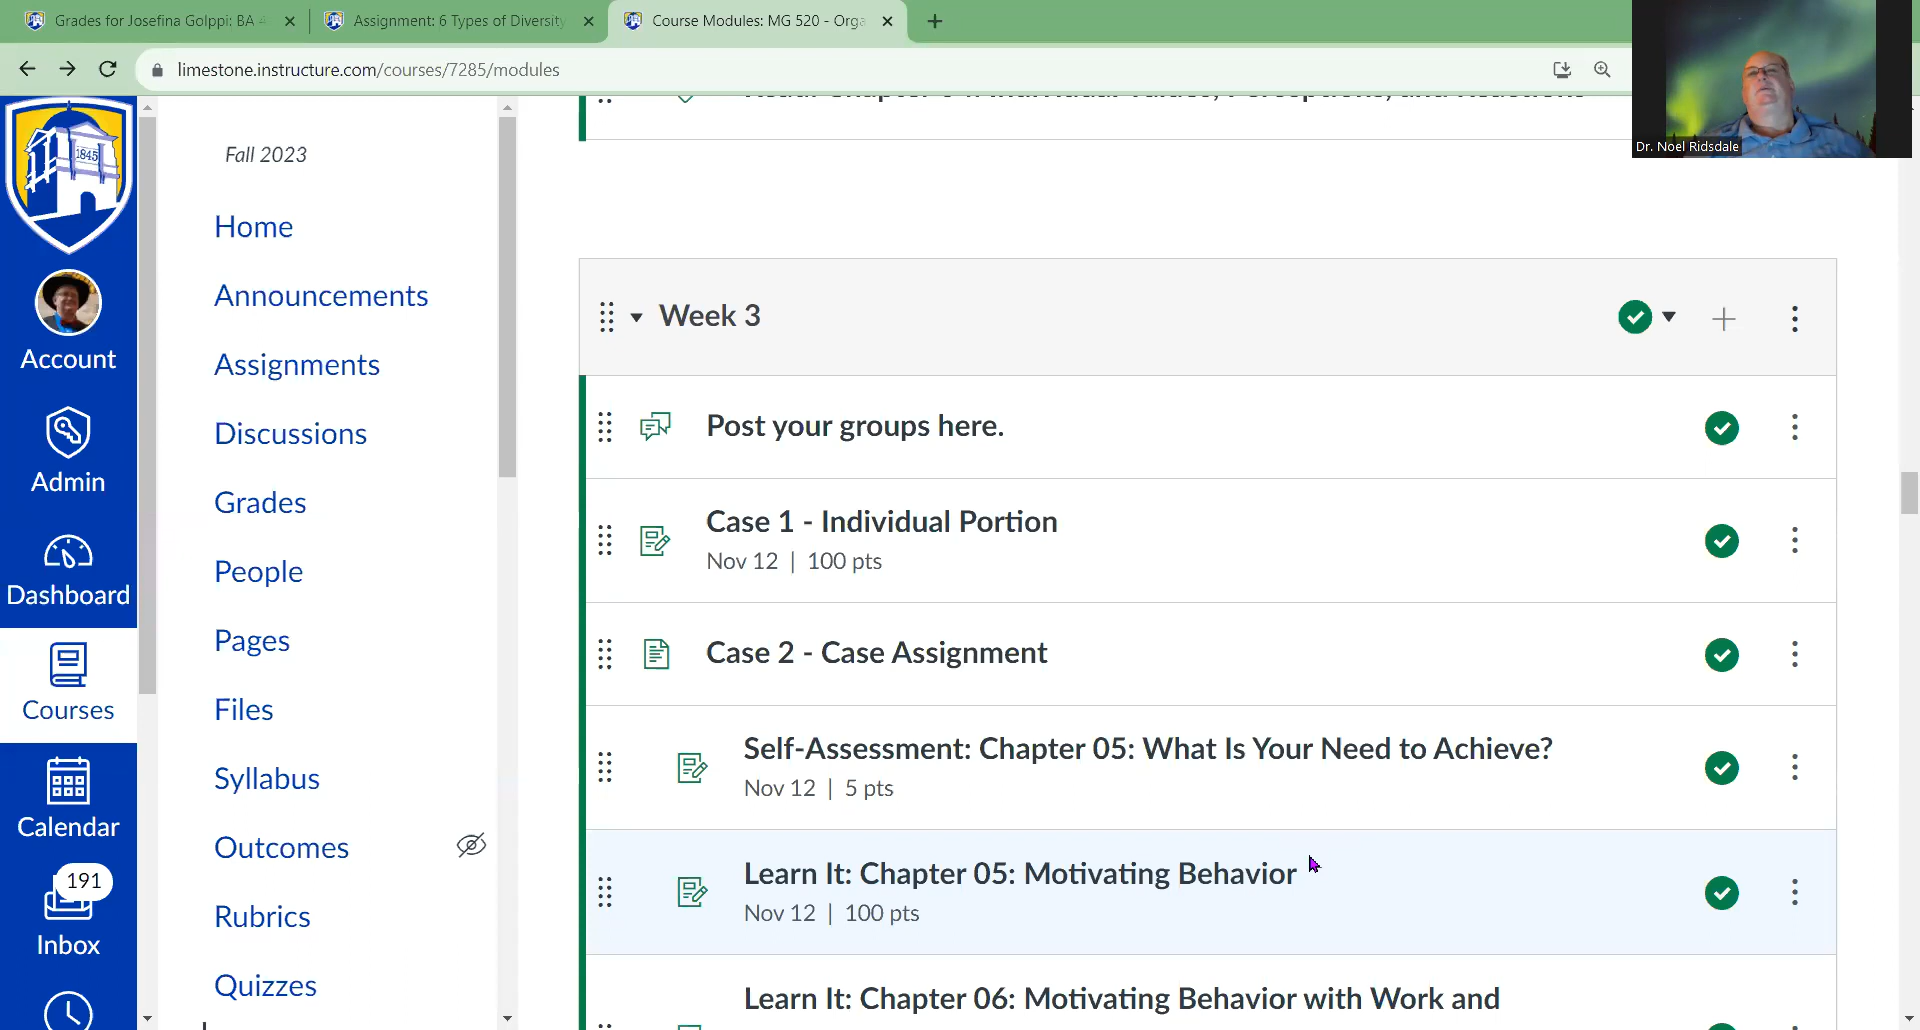 Grades for Josefina Golppi: BA 4
Assignment: 6 Types of Diversity
Course Modules: MG 520 - Orga
limestone.instructure.com/courses/7285/modules
Dr. Noel Ridsdale
1845
Account
Admin
Dashboard
Courses
Calendar
191
Inbox
Fall 2023
Home
Announcements
Assignments
Discussions
Grades
People
Pages
Files
Syllabus
Outcomes
Rubrics
Quizzes
Week 3
Post your groups here.
Case 1 - Individual Portion
Nov 12 | 100 pts
Case 2 - Case Assignment
Self-Assessment: Chapter 05: What Is Your Need to Achieve?
Nov 12 | 5 pts
Learn It: Chapter 05: Motivating Behavior
Nov 12 | 100 pts
Learn It: Chapter 06: Motivating Behavior with Work and